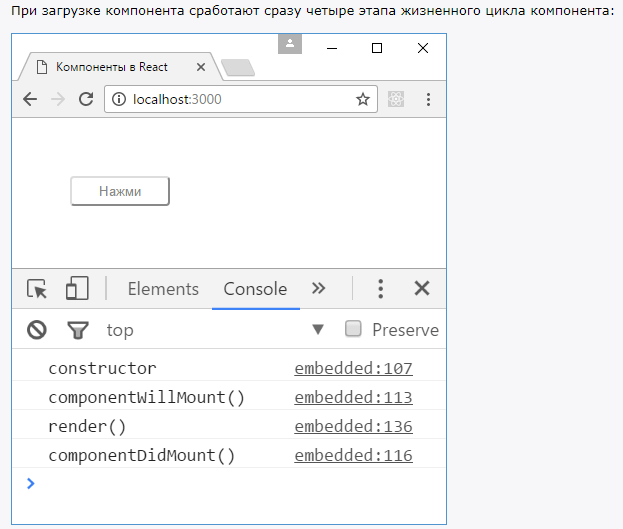 При загрузке компонента сработают сразу четыре этапа жизненного цикла компонента:
Компоненты в React
localhost:3000
Нажми
Elements Console
top Preserve
constructor embedded:107
componentWillMount() embedded:113
render() embedded:136
componentDidMount() embedded:116